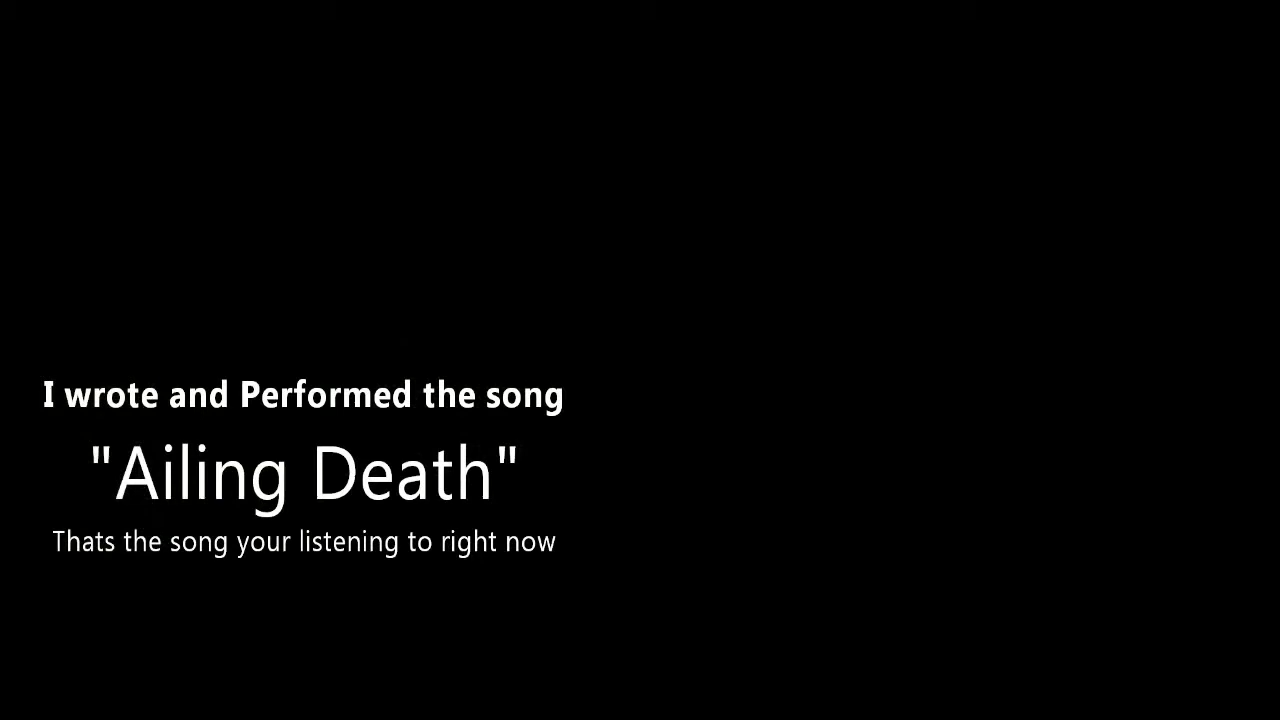 I wrote and Performed the song
"Ailing Death"
Thats the song your listening to right now